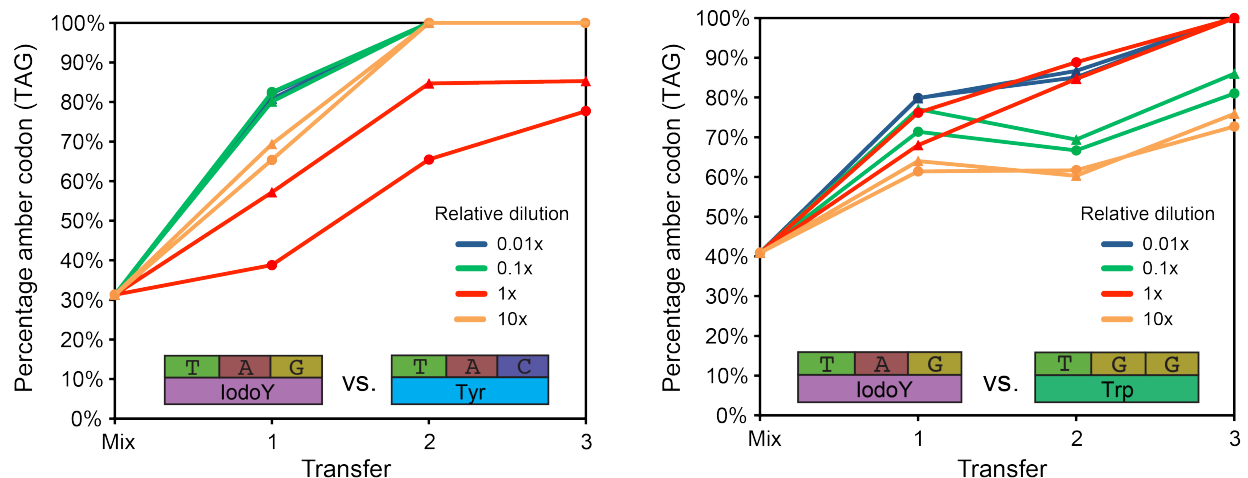 100%
90%
80%
70%
60%
50%
40%
30%
20%
10%
0%
Percentage amber codon (TAG)
Relative dilution
0.01x
0.1x
1x
10x
T A G
IodoY
vs.
T A C
Tyr
Mix 1 2 3
Transfer
100%
90%
80%
70%
60%
50%
40%
30%
20%
10%
0%
Percentage amber codon (TAG)
Relative dilution
0.01x
0.1x
1x
10x
T A G
IodoY
vs.
T G G
Trp
Mix 1 2 3
Transfer